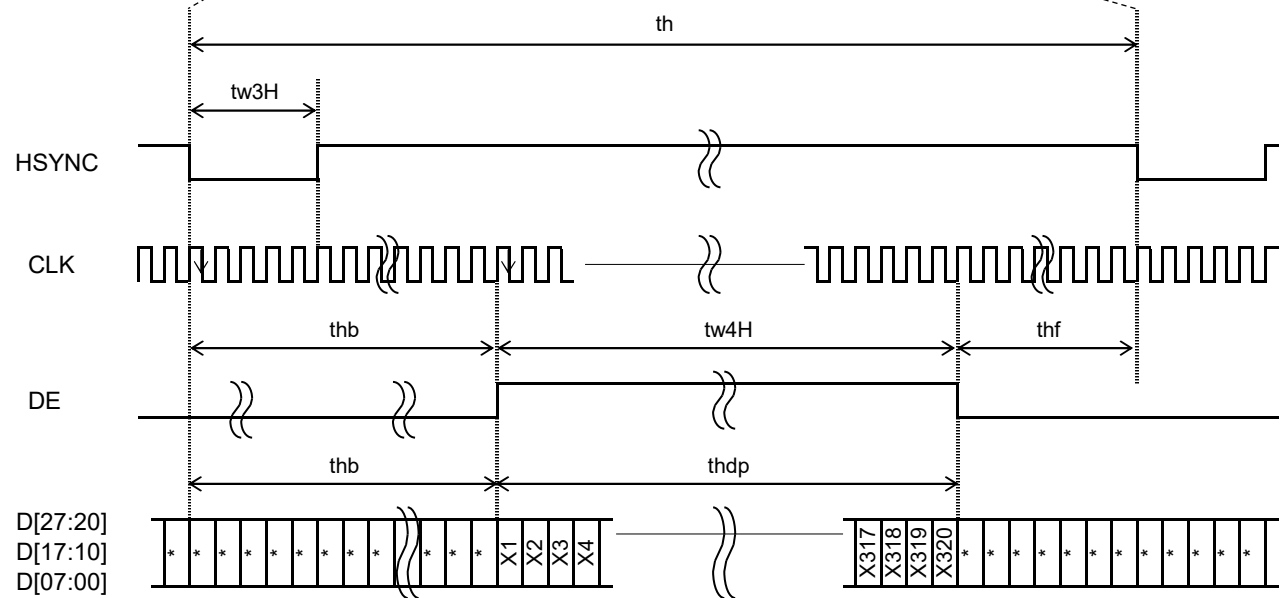 th
tw3H
HSYNC
CLK
thb tw4H thf
DE
thb thdp
D[27:20]
D[17:10]
D[07:00]
* * * * * * * * * * * * X1 X2 X3 X4 X317 X318 X319 X320 * * * * * * * * * * * *